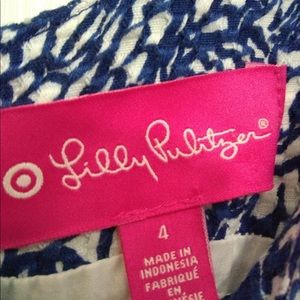 Lilly Pulitzer®
4
MADE IN
INDONESIA
FABRIQUÉ
EN